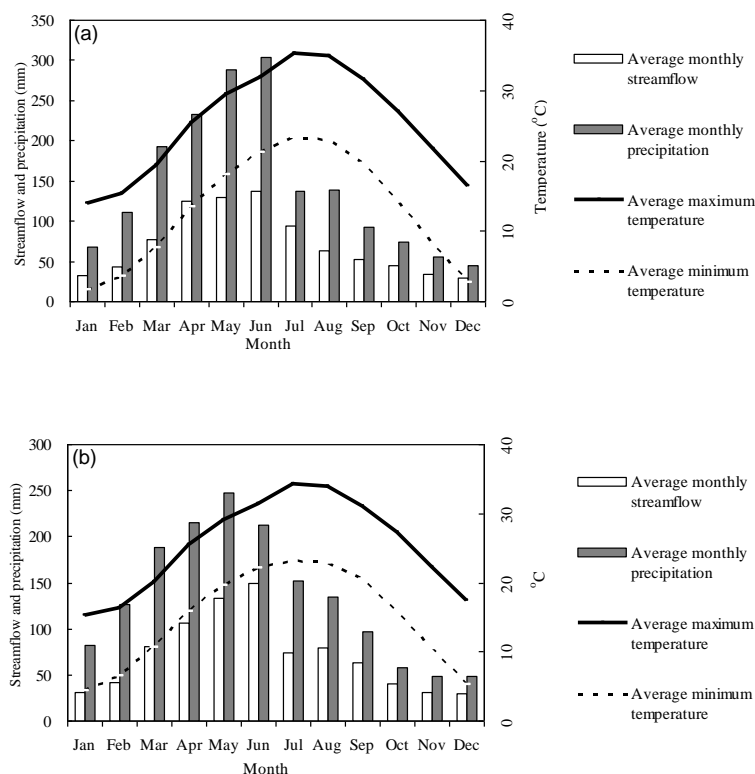 (a)
350
300
250
200
150
100
50
0
Streamflow and precipitation (mm)
40
30
20
10
0
Temperature (°C)
Jan Feb Mar Apr May Jun Jul Aug Sep Oct Nov Dec
Month
Average monthly
streamflow
Average monthly
precipitation
Average maximum
temperature
Average minimum
temperature
(b)
300
250
200
150
100
50
0
Streamflow and precipitation (mm)
40
30
20
10
0
°C
Jan Feb Mar Apr May Jun Jul Aug Sep Oct Nov Dec
Month
Average monthly
streamflow
Average monthly
precipitation
Average maximum
temperature
Average minimum
temperature